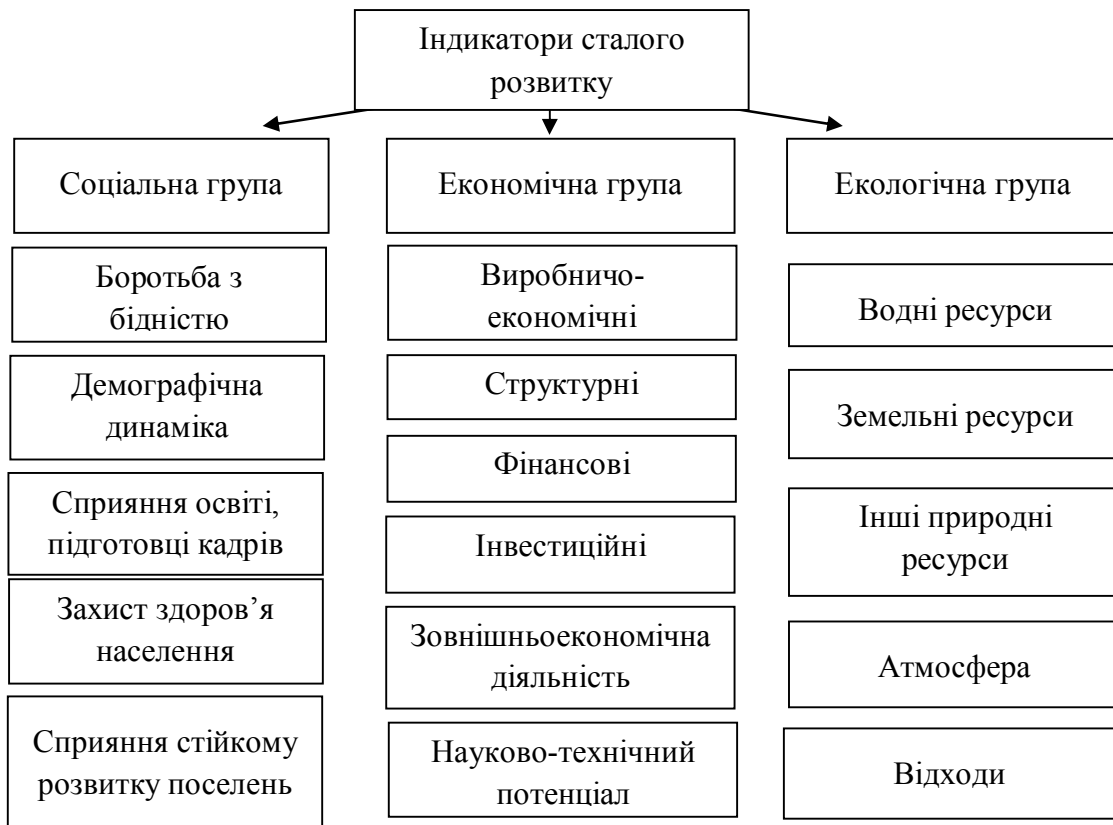 Індикатори сталого
розвитку
Соціальна група
Економічна група
Екологічна група
Боротьба з
бідністю
Демографічна
динаміка
Сприяння освіті,
підготовці кадрів
Захист здоров’я
населення
Сприяння стійкому
розвитку поселень
Виробничо-
економічні
Структурні
Фінансові
Інвестиційні
Зовнішньоекономічна
діяльність
Науково-технічний
потенціал
Водні ресурси
Земельні ресурси
Інші природні
ресурси
Атмосфера
Відходи